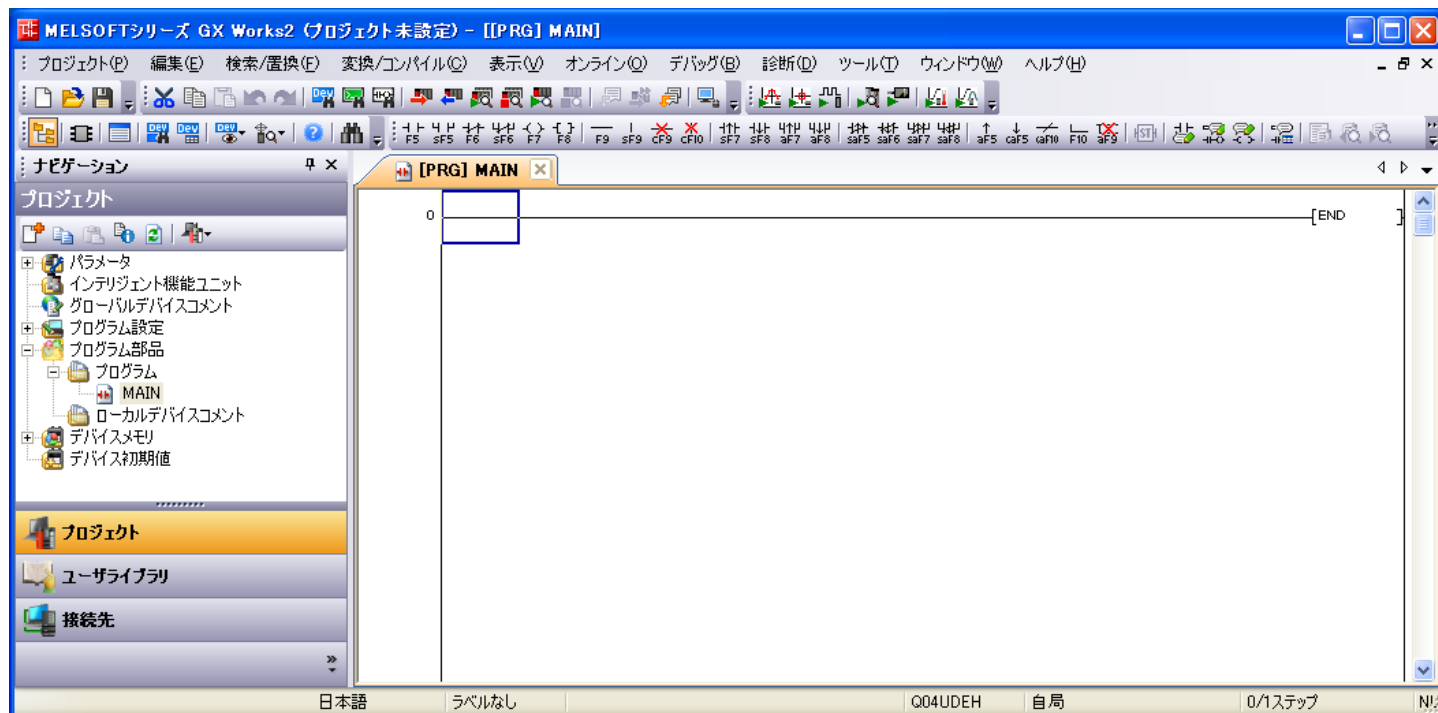 MELSOFTシリーズ GX Works2 (プロジェクト未設定) - [[PRG] MAIN]
プロジェクト(P) 編集(E) 検索/置換(F) 変換/コンパイル(C) 表示(V) オンライン(O) デバッグ(B) 診断(D) ツール(T) ウィンドウ(W) ヘルプ(H)
F5 sF5 F6 sF6 F7 F8 F9 sF9 cF9 cF10 sF7 sF8 aF7 aF8 saF5 saF6 saF7 saF8 aF5 caF5 caF10 F10 aF9
ナビゲーション
[PRG] MAIN
プロジェクト
0
[END ]
パラメータ
インテリジェント機能ユニット
グローバルデバイスコメント
プログラム設定
プログラム部品
プログラム
MAIN
ローカルデバイスコメント
デバイスメモリ
デバイス初期値
プロジェクト
ユーザライブラリ
接続先
日本語 ラベルなし Q04UDEH 自局 0/1ステップ